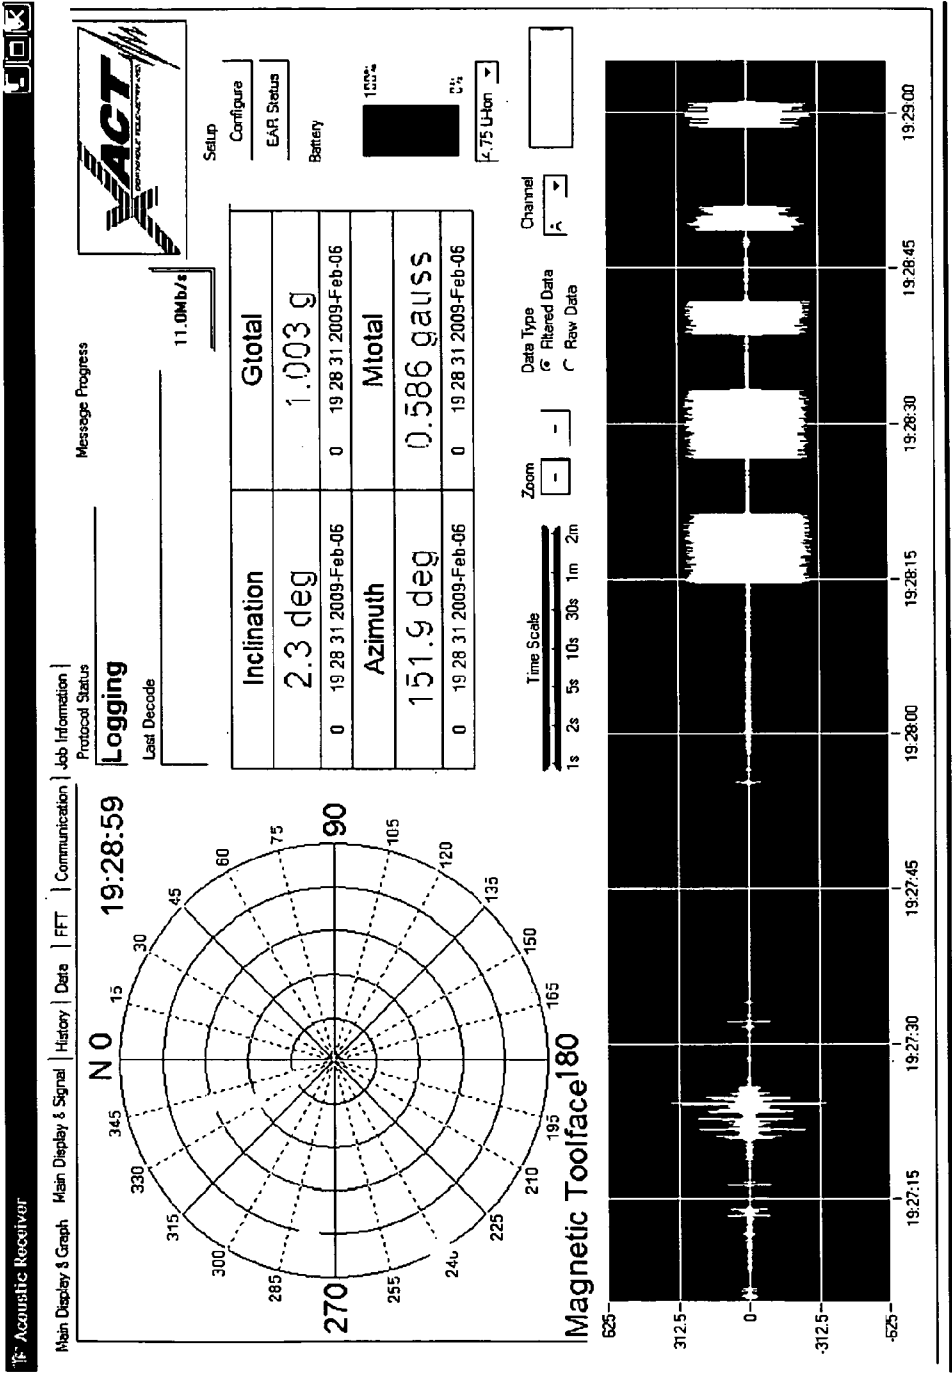 Acoustic Receiver
Main Display & Graph Main Display & Signal History Data FFT Communication Job Information
N 0
19:28:59
15
30
45
60
75
90
105
120
135
150
165
180
195
210
225
240
255
270
285
300
315
330
345
Magnetic Toolface
Protocol Status
Logging
Message Progress
Last Decode
11.0Mb/s
XACT
Inclination Gtotal
2.3 deg 1.003 g
0 19 28 31 2009-Feb-06 0 19 28 31 2009-Feb-06
Azimuth Mtotal
151.9 deg 0.586 gauss
0 19 28 31 2009-Feb-06 0 19 28 31 2009-Feb-06
Setup
Configure
EAR Status
Battery
100%
0%
4.75 Li-Ion
Time Scale
1s 2s 5s 10s 30s 1m 2m
Zoom
- -
Data Type
Filtered Data
Raw Data
Channel
A
625
312.5
0
-312.5
-625
19:27:15 19:27:30 19:27:45 19:28:00 19:28:15 19:28:30 19:28:45 19:29:00